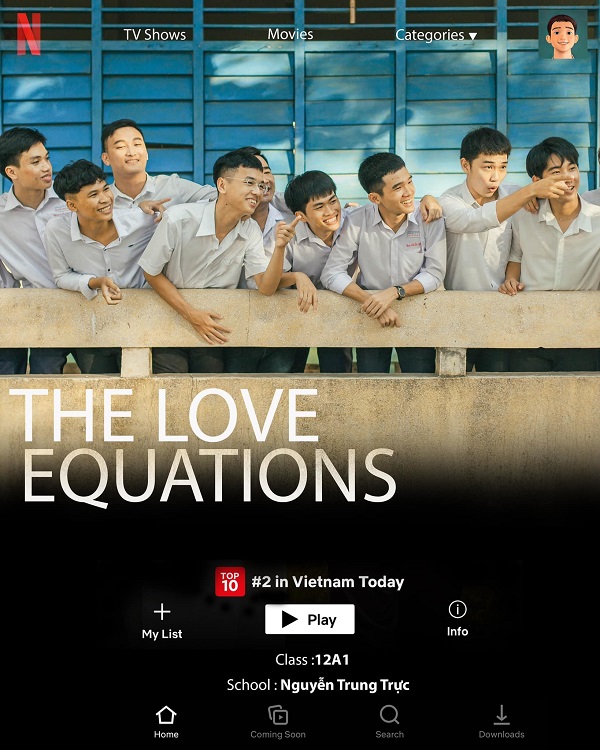 N
TV Shows Movies Categories ▼
THE LOVE
EQUATIONS
TOP
10
#2 in Vietnam Today
My List
Play
Info
Class :12A1
School : Nguyễn Trung Trực
Home Coming Soon Search Downloads